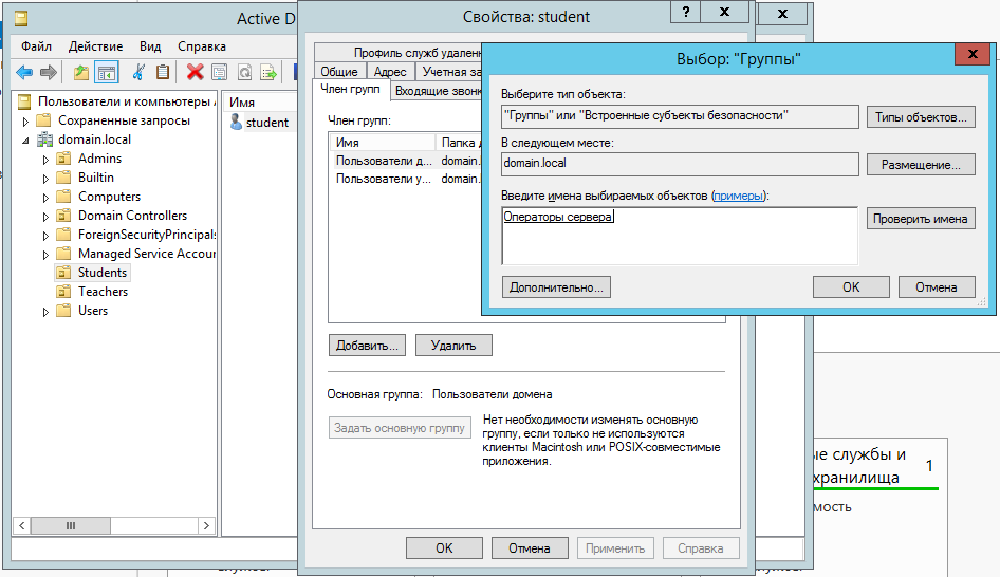 Active D
Файл Действие Вид Справка
Пользователи и компьютеры
Сохраненные запросы
domain.local
Admins
Builtin
Computers
Domain Controllers
ForeignSecurityPrincipals
Managed Service Accour
Students
Teachers
Users
Имя
student
Свойства: student
?
x
x
Профиль служб удален
Общие Адрес Учетная за
Член групп Входящие звон
Член групп:
Имя Папка
Пользователи д... domain.
Пользователи у... domain.
Добавить... Удалить
Основная группа: Пользователи домена
Задать основную группу
Нет необходимости изменять основную
группу, если только не используются
клиенты Macintosh или POSIX-совместимые
приложения.
OK Отмена Применить Справка
Выбор: "Группы"
x
Выберите тип объекта:
"Группы" или "Встроенные субъекты безопасности"
Типы объектов...
В следующем месте:
domain.local
Размещение...
Введите имена выбираемых объектов (примеры):
Операторы сервера
Проверить имена
Дополнительно... OK Отмена
ые службы и
хранилища
1
мость